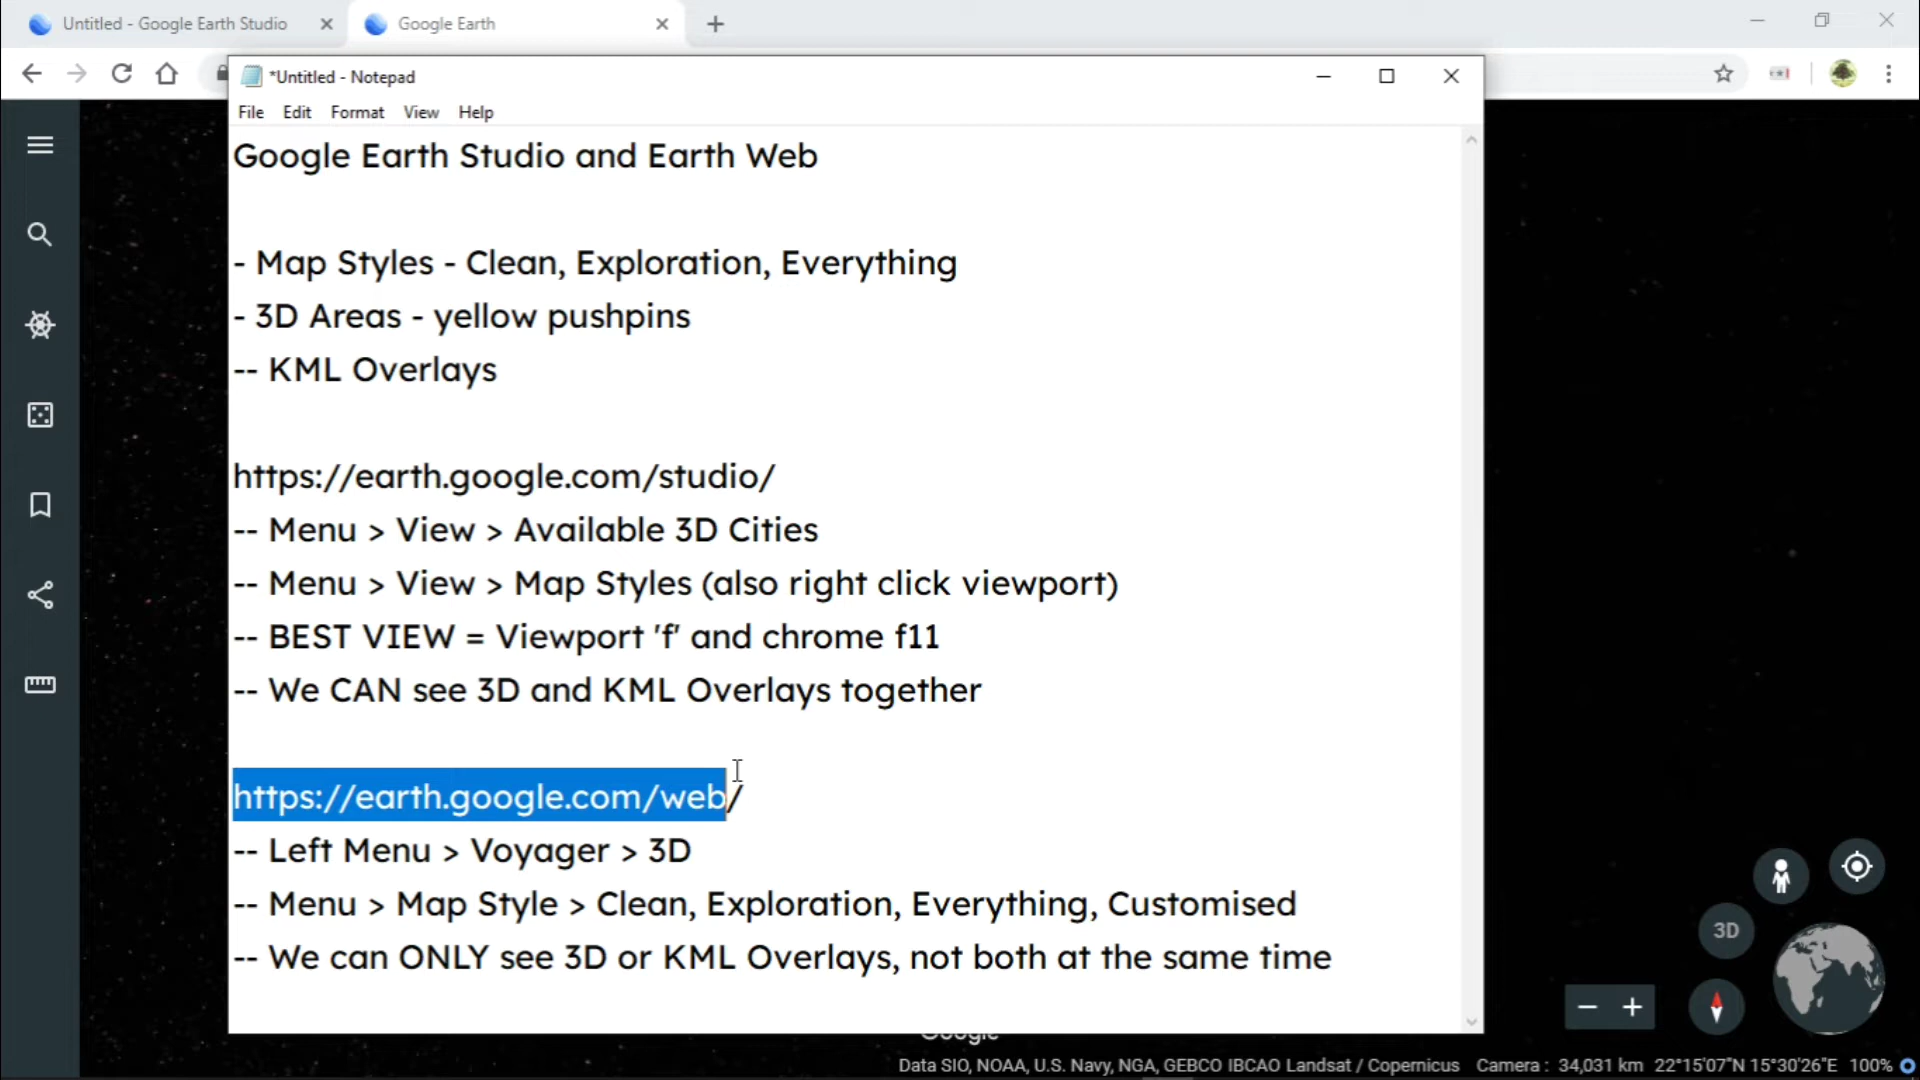 Untitled - Google Earth Studio
Google Earth
*Untitled - Notepad
File Edit Format View Help
Google Earth Studio and Earth Web
- Map Styles - Clean, Exploration, Everything
- 3D Areas - yellow pushpins
-- KML Overlays
https://earth.google.com/studio/
-- Menu > View > Available 3D Cities
-- Menu > View > Map Styles (also right click viewport)
-- BEST VIEW = Viewport 'f' and chrome f11
-- We CAN see 3D and KML Overlays together
https://earth.google.com/web/
-- Left Menu > Voyager > 3D
-- Menu > Map Style > Clean, Exploration, Everything, Customised
-- We can ONLY see 3D or KML Overlays, not both at the same time
3D
Google
Data SIO, NOAA, U.S. Navy, NGA, GEBCO IBCAO Landsat / Copernicus Camera : 34,031 km 22°15'07"N 15°30'26"E 100%